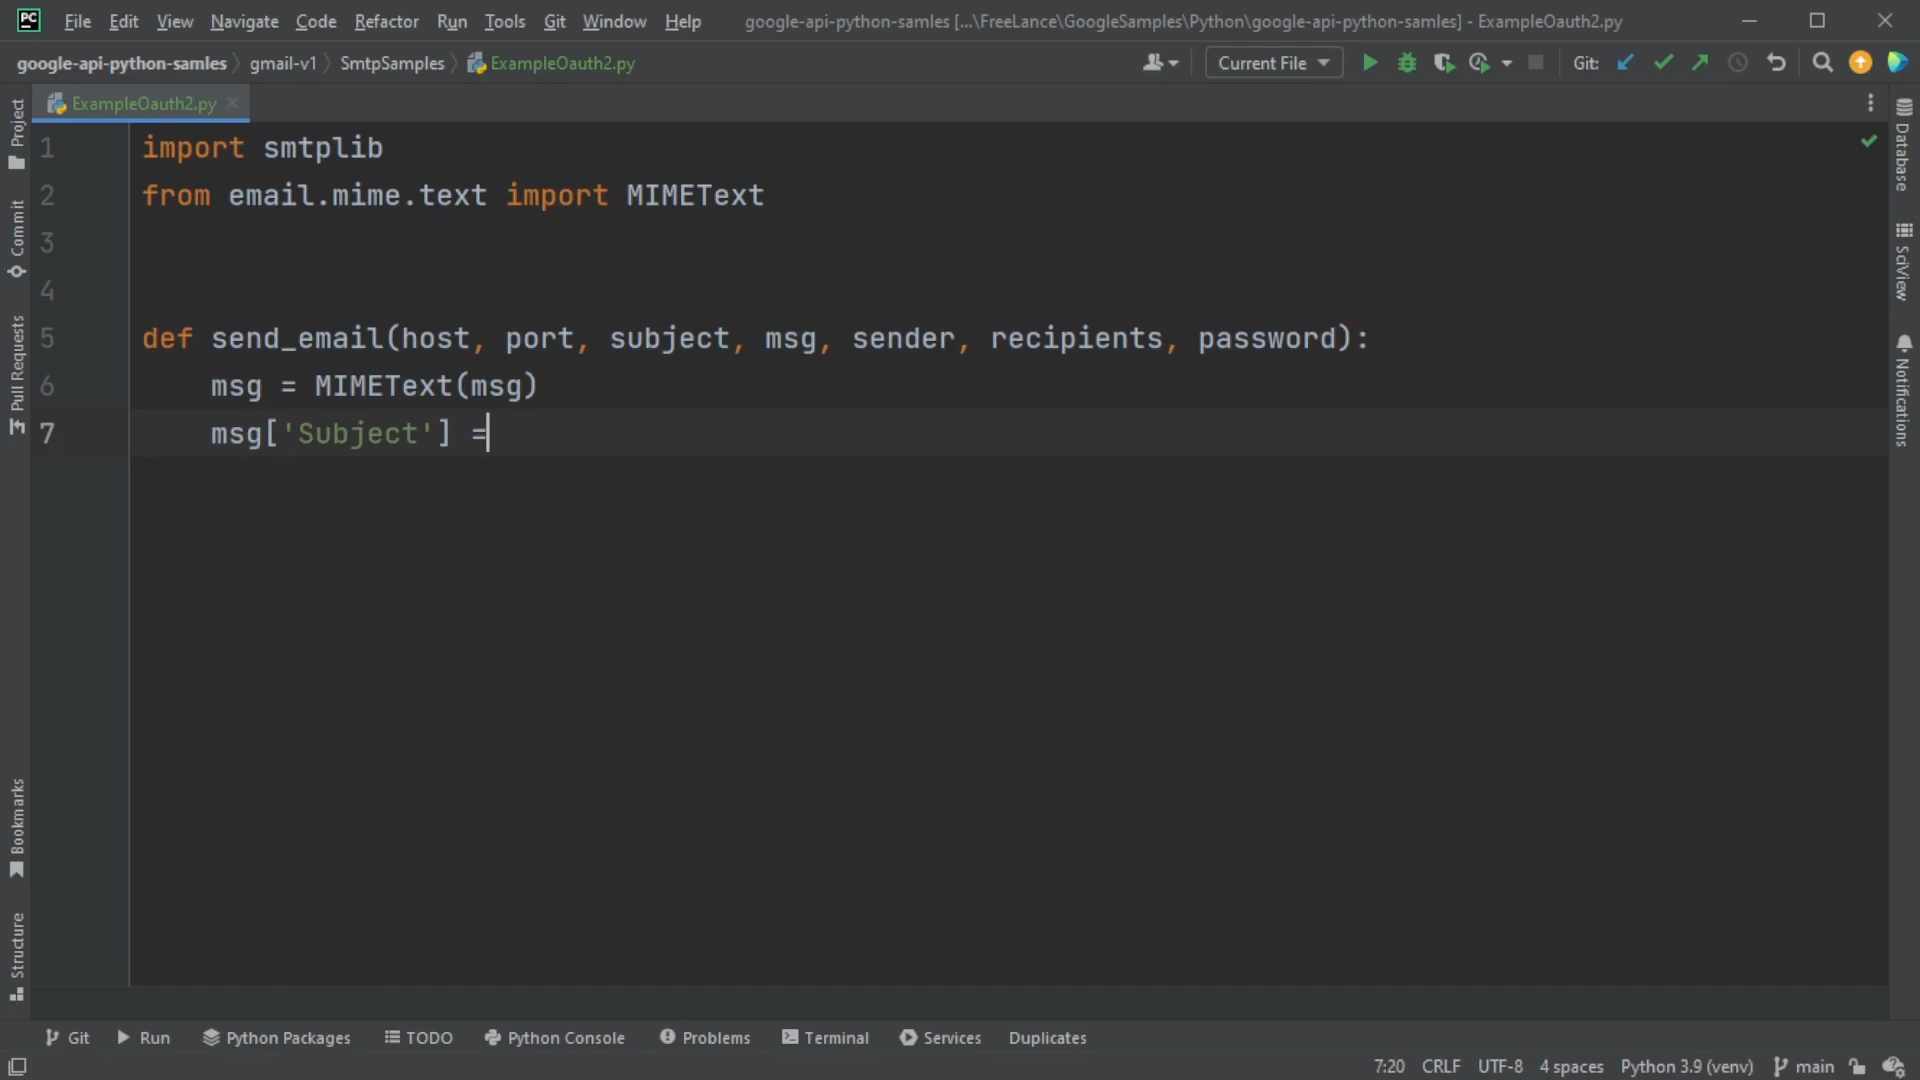 PC File Edit View Navigate Code Refactor Run Tools Git Window Help google-api-python-samles [...\FreeLance\GoogleSamples\Python\google-api-python-samles] - ExampleOauth2.py
google-api-python-samles gmail-v1 SmtpSamples ExampleOauth2.py Current File Git:
ExampleOauth2.py
Project
Commit
Pull Requests
Bookmarks
Structure
1 import smtplib
2 from email.mime.text import MIMEText
3
4
5 def send_email(host, port, subject, msg, sender, recipients, password):
6 msg = MIMEText(msg)
7 msg['Subject'] =
Database
SciView
Notifications
Git Run Python Packages TODO Python Console Problems Terminal Services Duplicates
7:20 CRLF UTF-8 4 spaces Python 3.9 (venv) main